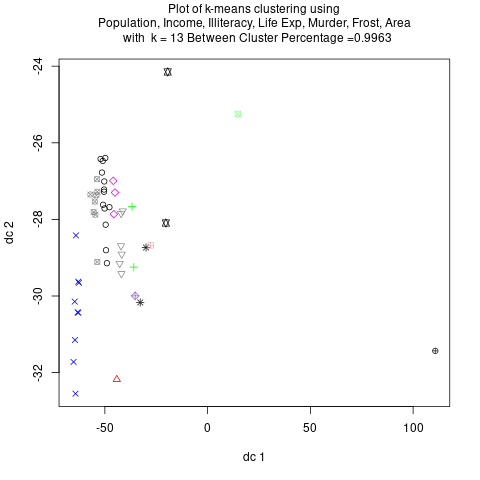 Plot of k-means clustering using
Population, Income, Illiteracy, Life Exp, Murder, Frost, Area
with k = 13 Between Cluster Percentage =0.9963
-24
-26
-28
-30
-32
dc 2
-50
0
50
100
dc 1